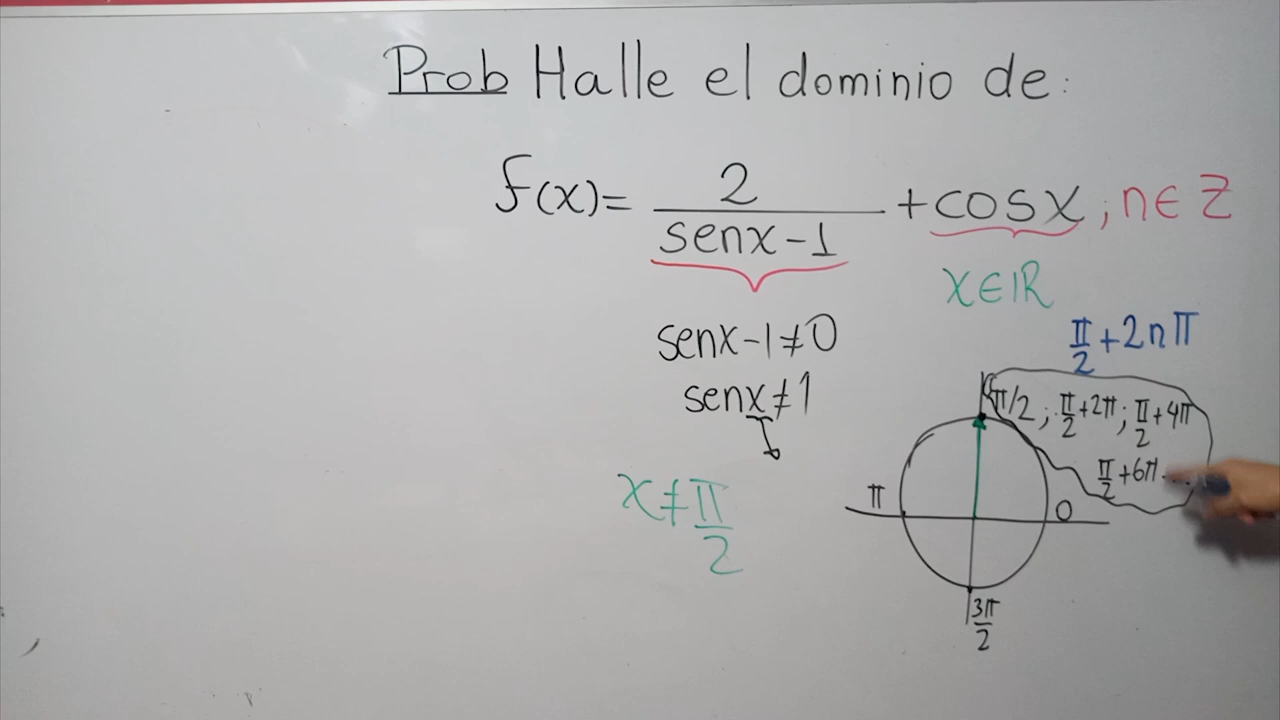 Prob Halle el dominio de:
f(x)= 2/(senx-1) +cosx; n∈Z
x∈ℝ
senx-1≠0
senx≠1
x≠π/2
π/2+2nπ
π/2; π/2+2π; π/2+4π
π/2+6π...
π
0
3π/2